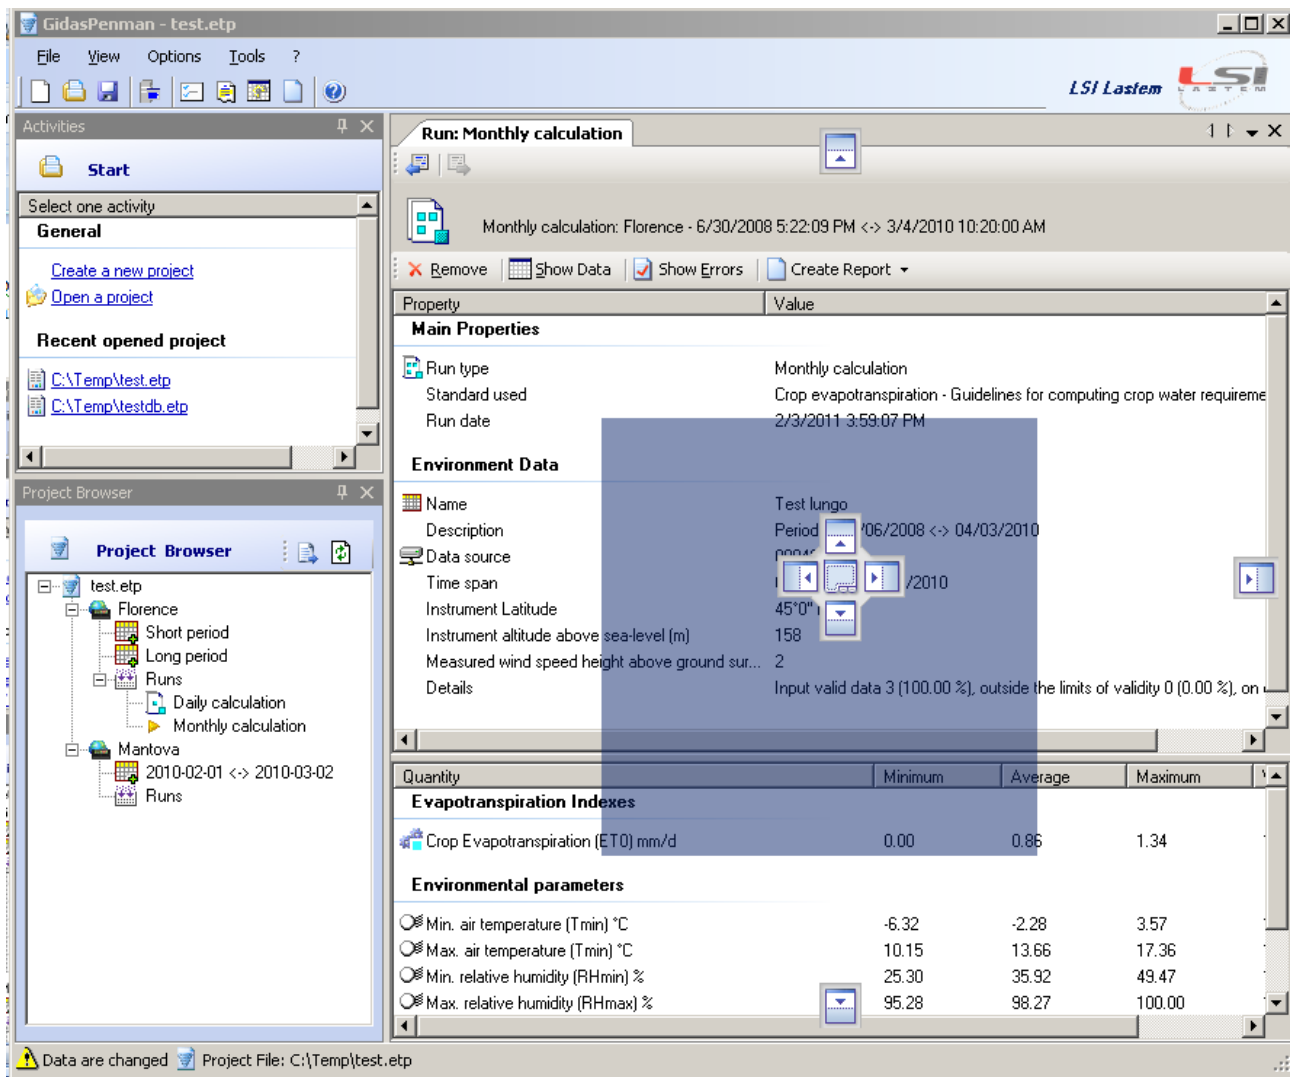 GidasPenman - test.etp
File View Options Tools ?
LSI Lastem
LSI
LASTEM
Activities
Start
Select one activity
General
Create a new project
Open a project
Recent opened project
C:\Temp\test.etp
C:\Temp\testdb.etp
Project Browser
Project Browser
test.etp
Florence
Short period
Long period
Runs
Daily calculation
Monthly calculation
Mantova
2010-02-01 <-> 2010-03-02
Runs
Run: Monthly calculation
Monthly calculation: Florence - 6/30/2008 5:22:09 PM <-> 3/4/2010 10:20:00 AM
Remove Show Data Show Errors Create Report
Property Value
Main Properties
Run type Monthly calculation
Standard used Crop evapotranspiration - Guidelines for computing crop water requireme
Run date 2/3/2011 3:59:07 PM
Environment Data
Name Test lungo
Description Period /06/2008 <-> 04/03/2010
Data source
Time span /2010
Instrument Latitude 45°0''
Instrument altitude above sea-level (m) 158
Measured wind speed height above ground sur... 2
Details Input valid data 3 (100.00 %), outside the limits of validity 0 (0.00 %), on
Quantity Minimum Average Maximum
Evapotranspiration Indexes
Crop Evapotranspiration (ET0) mm/d 0.00 0.86 1.34
Environmental parameters
Min. air temperature (Tmin) °C -6.32 -2.28 3.57
Max. air temperature (Tmin) °C 10.15 13.66 17.36
Min. relative humidity (RHmin) % 25.30 35.92 49.47
Max. relative humidity (RHmax) % 95.28 98.27 100.00
Data are changed Project File: C:\Temp\test.etp